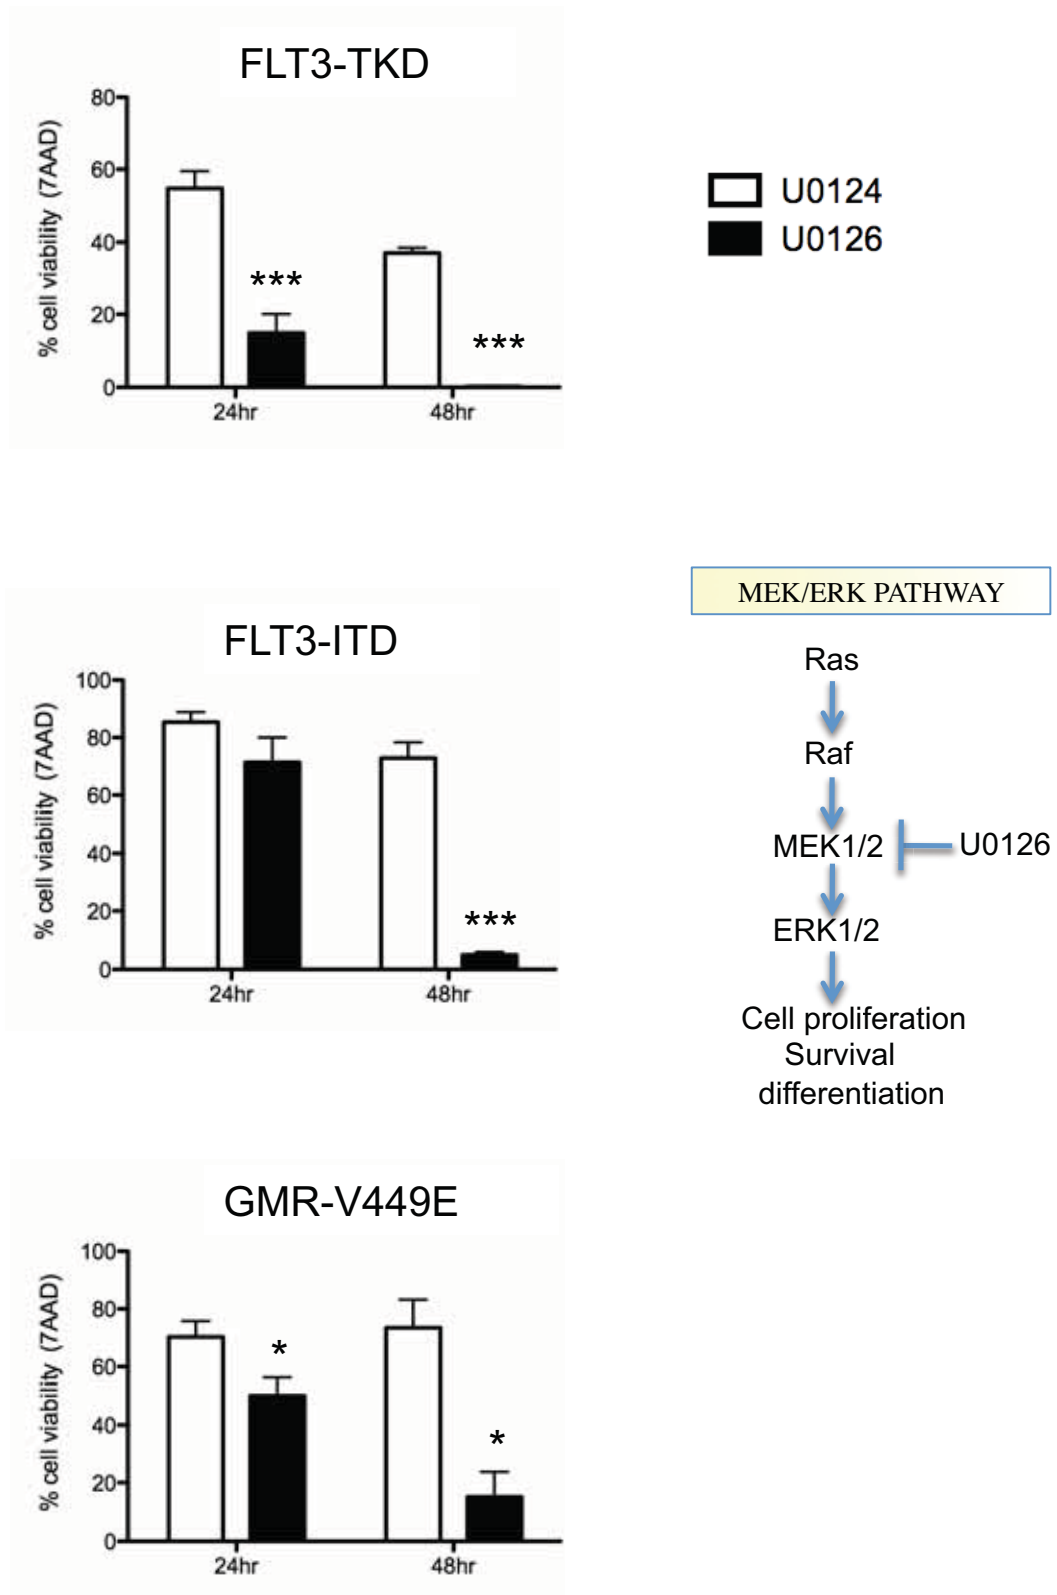 FLT3-TKD
% cell viability (7AAD)
80
60
40
20
0
***
***
24hr
48hr
U0124
U0126
FLT3-ITD
% cell viability (7AAD)
100
80
60
40
20
0
***
24hr
48hr
MEK/ERK PATHWAY
Ras
Raf
MEK1/2
U0126
ERK1/2
Cell proliferation
Survival
differentiation
GMR-V449E
% cell viability (7AAD)
100
80
60
40
20
0
*
*
24hr
48hr